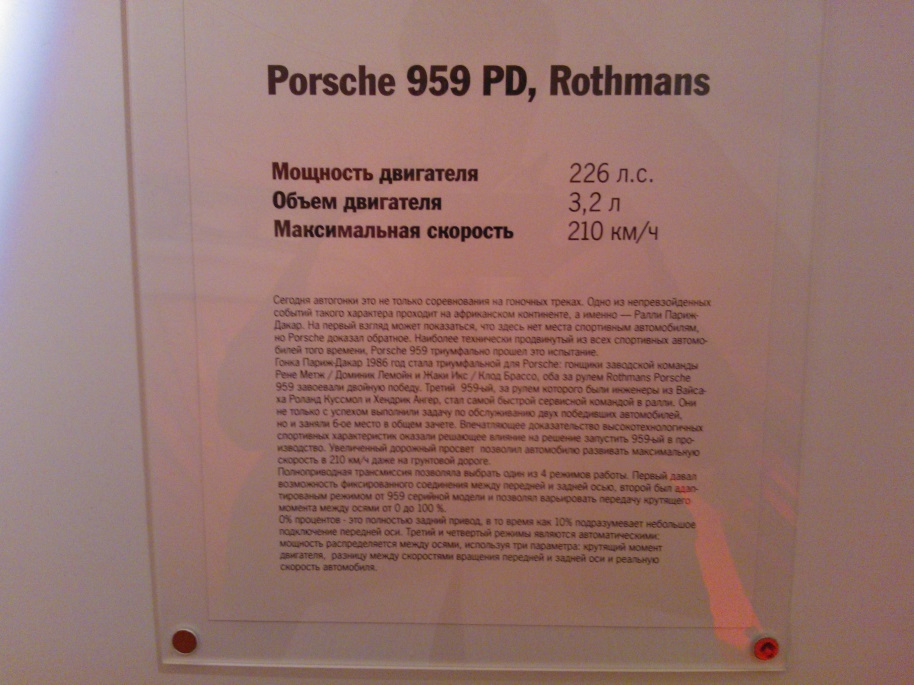 Porsche 959 PD, Rothmans
Мощность двигателя 226 л.с.
Объем двигателя 3,2 л
Максимальная скорость 210 км/ч
Сегодня автогонки это не только соревнования на гоночных треках. Одно из непревзойденных
событий такого характера проходит на африканском континенте, а именно — Ралли Париж-
Дакар. На первый взгляд может показаться, что здесь нет места спортивным автомобилям,
но Porsche доказал обратное. Наиболее технически продвинутый из всех спортивных автомо-
билей того времени, Porsche 959 триумфально прошел это испытание.
Гонка Париж-Дакар 1986 год стала триумфальной для Porsche: гонщики заводской команды
Рене Метж / Доминик Лемойн и Жаки Икс / Клод Брассо, оба за рулем Rothmans Porsche
959 завоевали двойную победу. Третий 959-ый, за рулем которого были инженеры из Вайса-
ха Роланд Куссмол и Хендрик Ангер, стал самой быстрой сервисной командой в ралли. Они
не только с успехом выполнили задачу по обслуживанию двух победивших автомобилей,
но и заняли 6-ое место в общем зачете. Впечатляющее доказательство высокотехнологичных
спортивных характеристик оказали решающее влияние на решение запустить 959-ый в про-
изводство. Увеличенный дорожный просвет позволил автомобилю развивать максимальную
скорость в 210 км/ч даже на грунтовой дороге.
Полноприводная трансмиссия позволяла выбрать один из 4 режимов работы. Первый давал
возможность фиксированного соединения между передней и задней осью, второй был адап-
тированым режимом от 959 серийной модели и позволял варьировать передачу крутящего
момента между осями от 0 до 100 %.
0% процентов - это полностью задний привод, в то время как 10% подразумевает небольшое
подключение передней оси. Третий и четвертый режимы являются автоматическими:
мощность распределяется между осями, используя три параметра: крутящий момент
двигателя, разницу между скоростями вращения передней и задней оси и реальную
скорость автомобиля.